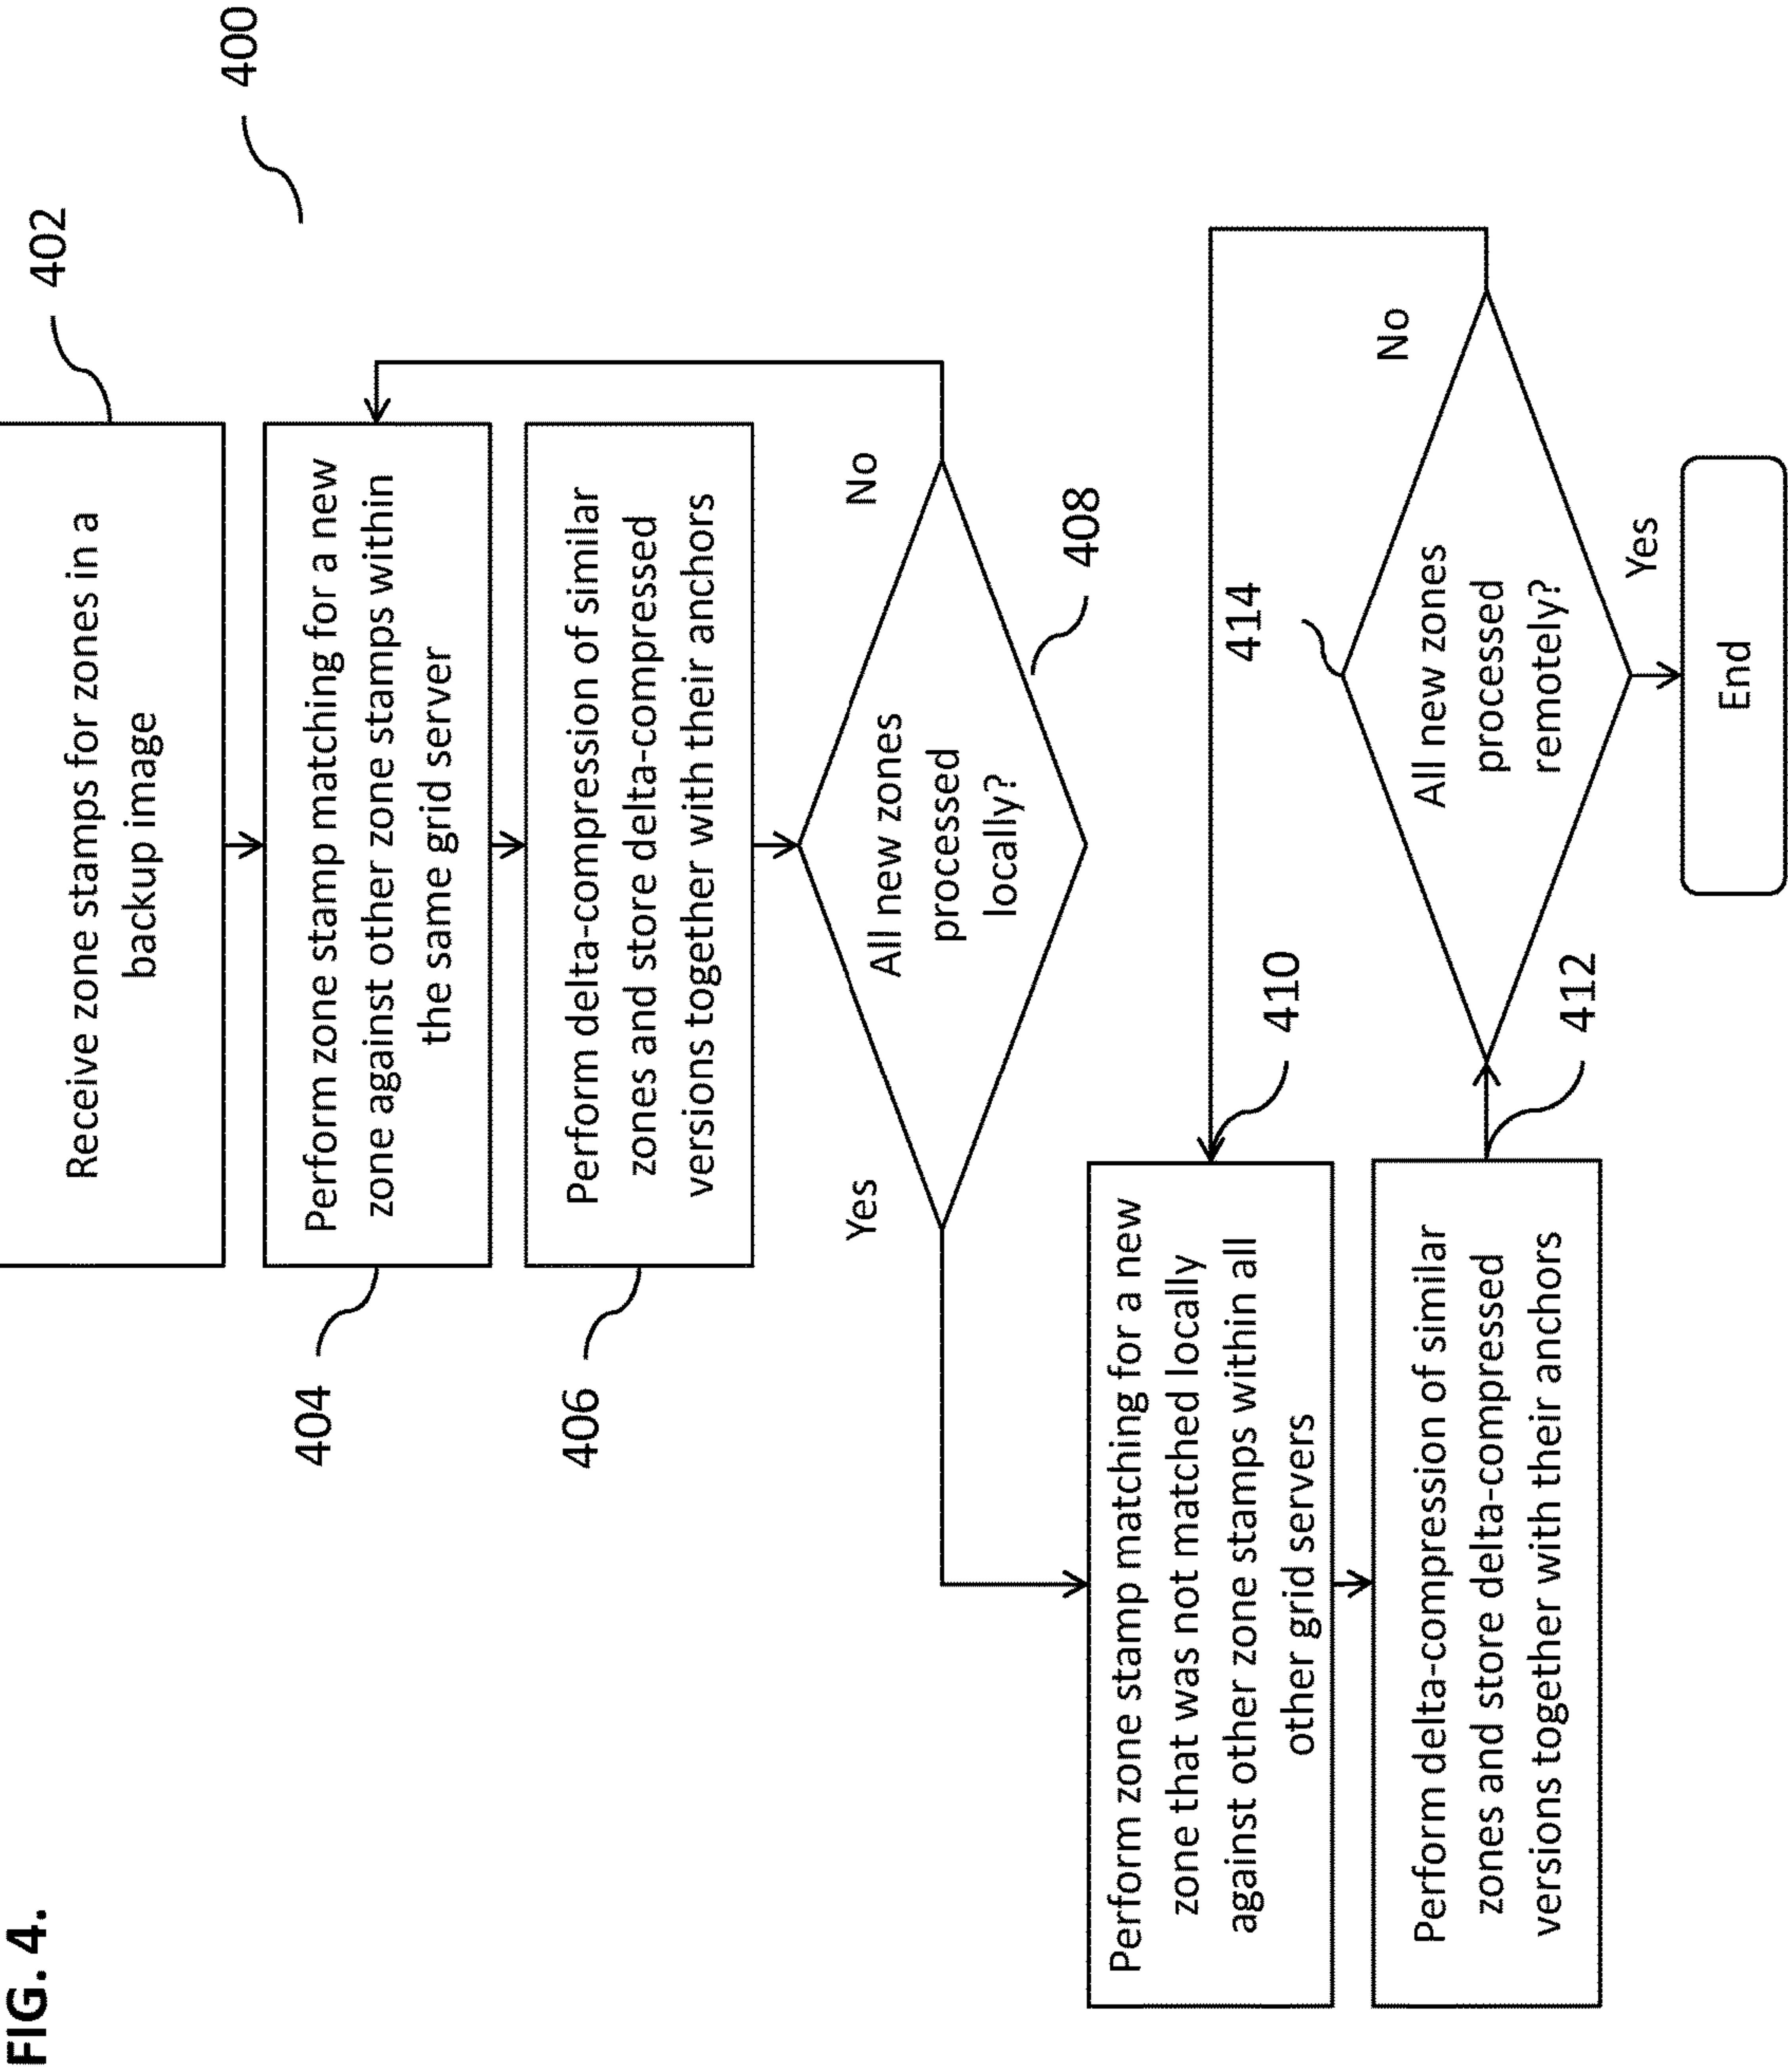 FIG. 4.
400
402
Receive zone stamps for zones in a
backup image
404
Perform zone stamp matching for a new
zone against other zone stamps within
the same grid server
406
Perform delta-compression of similar
zones and store delta-compressed
versions together with their anchors
All new zones
processed
locally?
408
Yes
No
410
Perform zone stamp matching for a new
zone that was not matched locally
against other zone stamps within all
other grid servers
412
Perform delta-compression of similar
zones and store delta-compressed
versions together with their anchors
414
All new zones
processed
remotely?
No
Yes
End